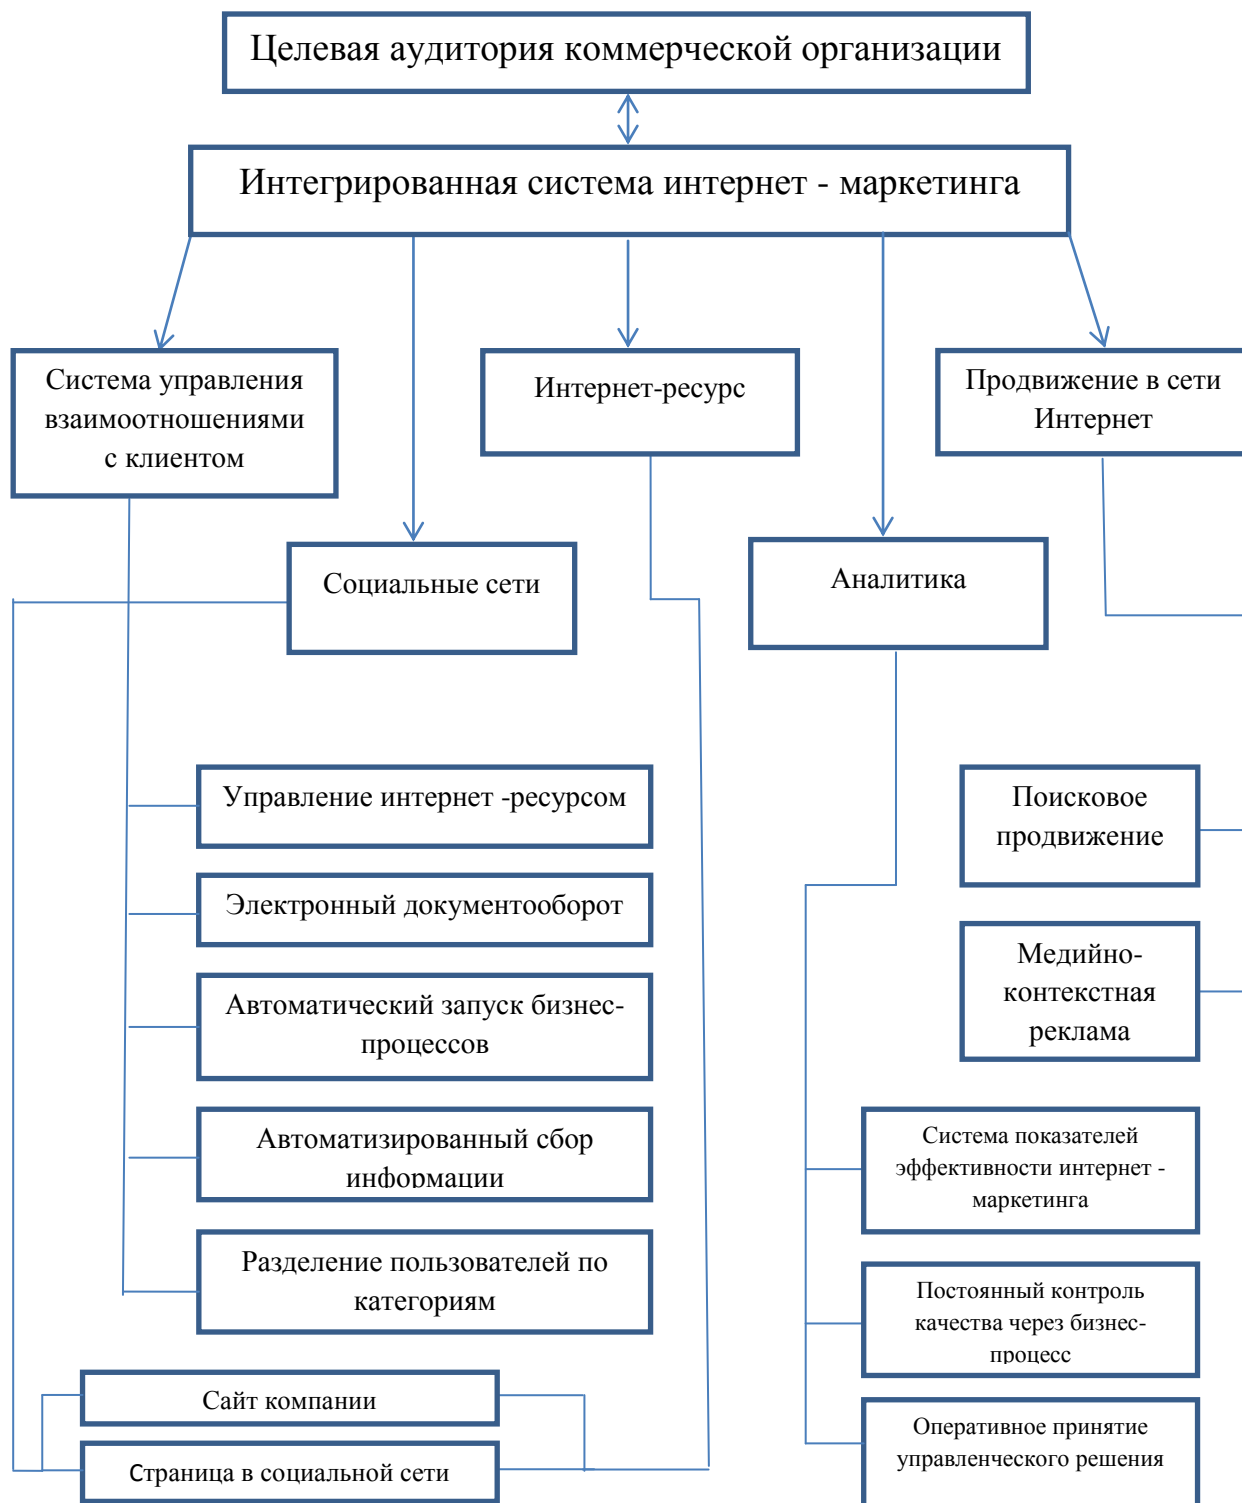 Целевая аудитория коммерческой организации
Интегрированная система интернет - маркетинга
Система управления
взаимоотношениями
с клиентом
Интернет-ресурс
Продвижение в сети
Интернет
Социальные сети
Аналитика
Управление интернет -ресурсом
Электронный документооборот
Автоматический запуск бизнес-
процессов
Автоматизированный сбор
информации
Разделение пользователей по
категориям
Сайт компании
Страница в социальной сети
Поисковое
продвижение
Медийно-
контекстная
реклама
Система показателей
эффективности интернет -
маркетинга
Постоянный контроль
качества через бизнес-
процесс
Оперативное принятие
управленческого решения